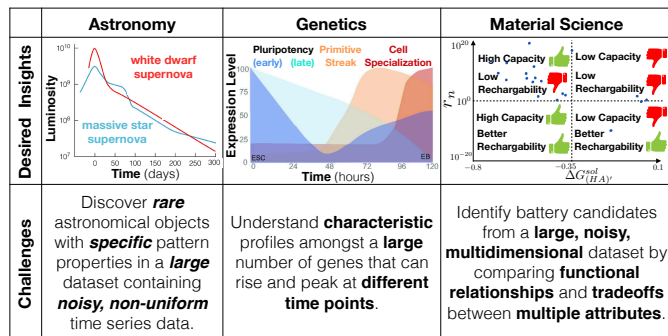 Astronomy
Genetics
Material Science
Desired Insights
Luminosity
10^10
10^9
10^8
10^7
white dwarf
supernova
massive star
supernova
0
50
100
200
300
Time (days)
Expression Level
100
80
60
40
20
0
Pluripotency
(early) (late)
Primitive
Streak
Cell
Specialization
ESC
EB
0
24
48
72
96
120
Time (hours)
r_n
10^20
10^0
10^-20
High Capacity
Low
Rechargability
Low Capacity
Low
Rechargability
High Capacity
Better
Rechargability
Low Capacity
Better
Rechargability
-0.8
-0.35
0.1
ΔG^sol_(HA)'
Challenges
Discover rare
astronomical objects
with specific pattern
properties in a large
dataset containing
noisy, non-uniform
time series data.
Understand characteristic
profiles amongst a large
number of genes that can
rise and peak at different
time points.
Identify battery candidates
from a large, noisy,
multidimensional dataset by
comparing functional
relationships and tradeoffs
between multiple attributes.